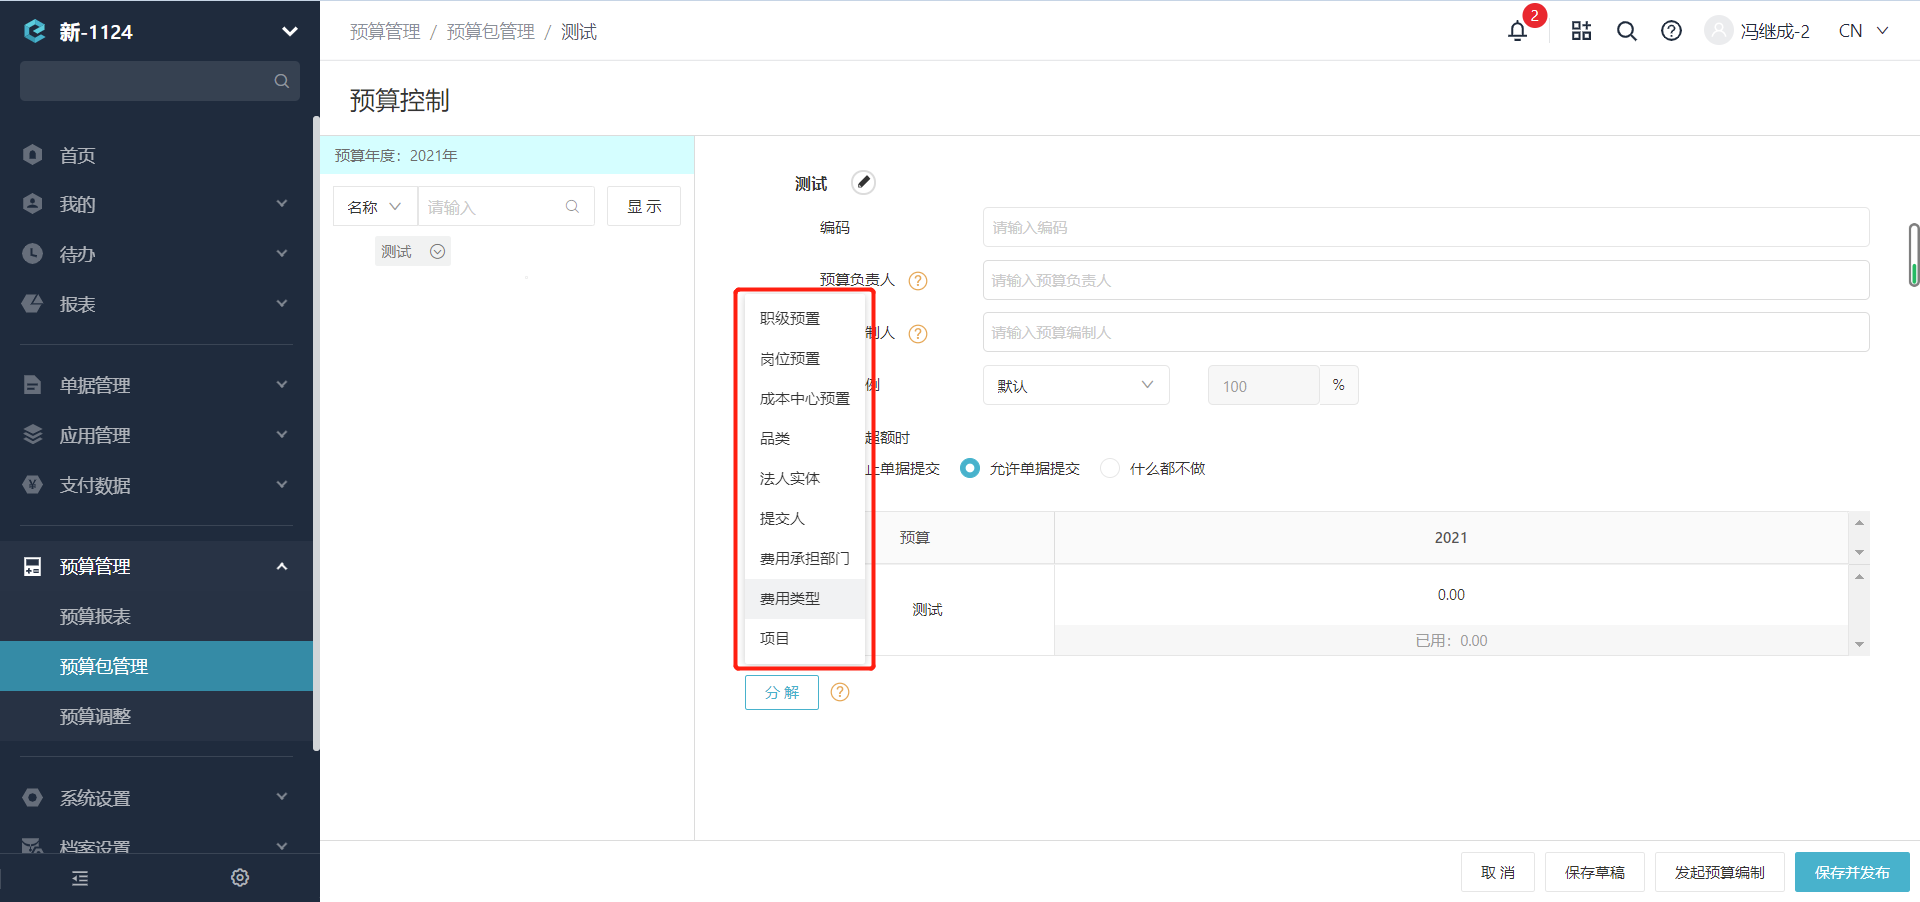 新-1124
首页
我的
待办
报表
单据管理
应用管理
支付数据
预算管理
预算报表
预算包管理
预算调整
系统设置
档案设置
预算管理 / 预算包管理 / 测试
2
冯继成-2
CN
预算控制
预算年度：2021年
名称
请输入
显 示
测试
测试
编码
请输入编码
预算负责人
?
请输入预算负责人
制人
?
请输入预算编制人
例
默认
100
%
超额时
止单据提交
允许单据提交
什么都不做
职级预置
岗位预置
成本中心预置
品类
法人实体
提交人
费用承担部门
费用类型
项目
预算
2021
测试
0.00
已用：0.00
分 解
?
取 消
保存草稿
发起预算编制
保存并发布